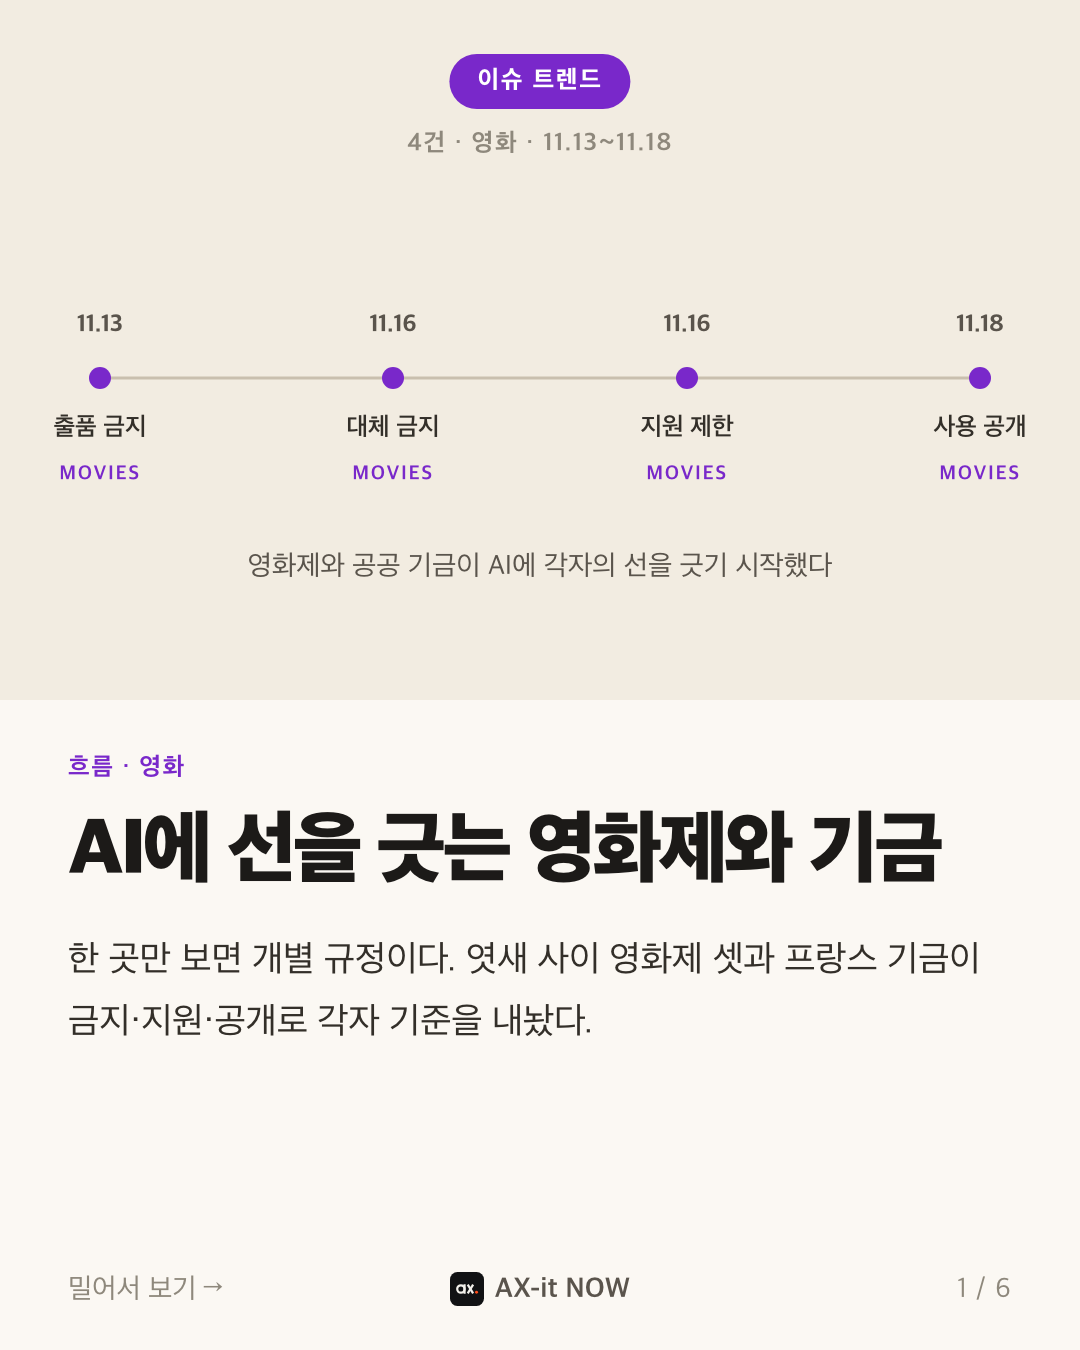 이슈 트렌드
4건 · 영화 · 11.13~11.18
11.13 11.16 11.16 11.18
출품 금지 대체 금지 지원 제한 사용 공개
MOVIES MOVIES MOVIES MOVIES
영화제와 공공 기금이 AI에 각자의 선을 긋기 시작했다
흐름 · 영화
AI에 선을 긋는 영화제와 기금
한 곳만 보면 개별 규정이다. 엿새 사이 영화제 셋과 프랑스 기금이
금지·지원·공개로 각자 기준을 내놨다.
밀어서 보기 → ax. AX-it NOW 1 / 6